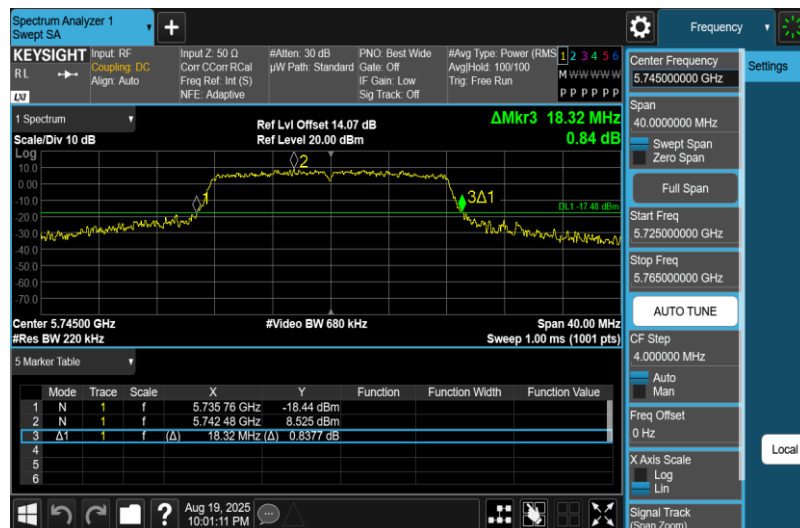 Spectrum Analyzer 1
Swept SA
Frequency
KEYSIGHT
RL
LXI
Input: RF
Coupling: DC
Align: Auto
Input Z: 50 Ω
Corr CCorr RCal
Freq Ref: Int (S)
NFE: Adaptive
#Atten: 30 dB
µW Path: Standard
PNO: Best Wide
Gate: Off
IF Gain: Low
Sig Track: Off
#Avg Type: Power (RMS
Avg|Hold: 100/100
Trig: Free Run
1 2 3 4 5 6
M W W W W W
P P P P P P
1 Spectrum
Scale/Div 10 dB
Ref Lvl Offset 14.07 dB
Ref Level 20.00 dBm
ΔMkr3 18.32 MHz
0.84 dB
Log
10.0
0.00
-10.0
-20.0
-30.0
-40.0
-50.0
-60.0
-70.0
1
2
3Δ1
DL1 -17.48 dBm
Center 5.74500 GHz
#Res BW 220 kHz
#Video BW 680 kHz
Span 40.00 MHz
Sweep 1.00 ms (1001 pts)
5 Marker Table
Mode Trace Scale X Y Function Function Width Function Value
1 N 1 f 5.735 76 GHz -18.44 dBm
2 N 1 f 5.742 48 GHz 8.525 dBm
3 Δ1 1 f (Δ) 18.32 MHz (Δ) 0.8377 dB
4
5
6
Center Frequency
5.745000000 GHz
Span
40.0000000 MHz
Swept Span
Zero Span
Full Span
Start Freq
5.725000000 GHz
Stop Freq
5.765000000 GHz
AUTO TUNE
CF Step
4.000000 MHz
Auto
Man
Freq Offset
0 Hz
X Axis Scale
Log
Lin
Signal Track
(Span Zoom)
Settings
Local
?
Aug 19, 2025
10:01:11 PM